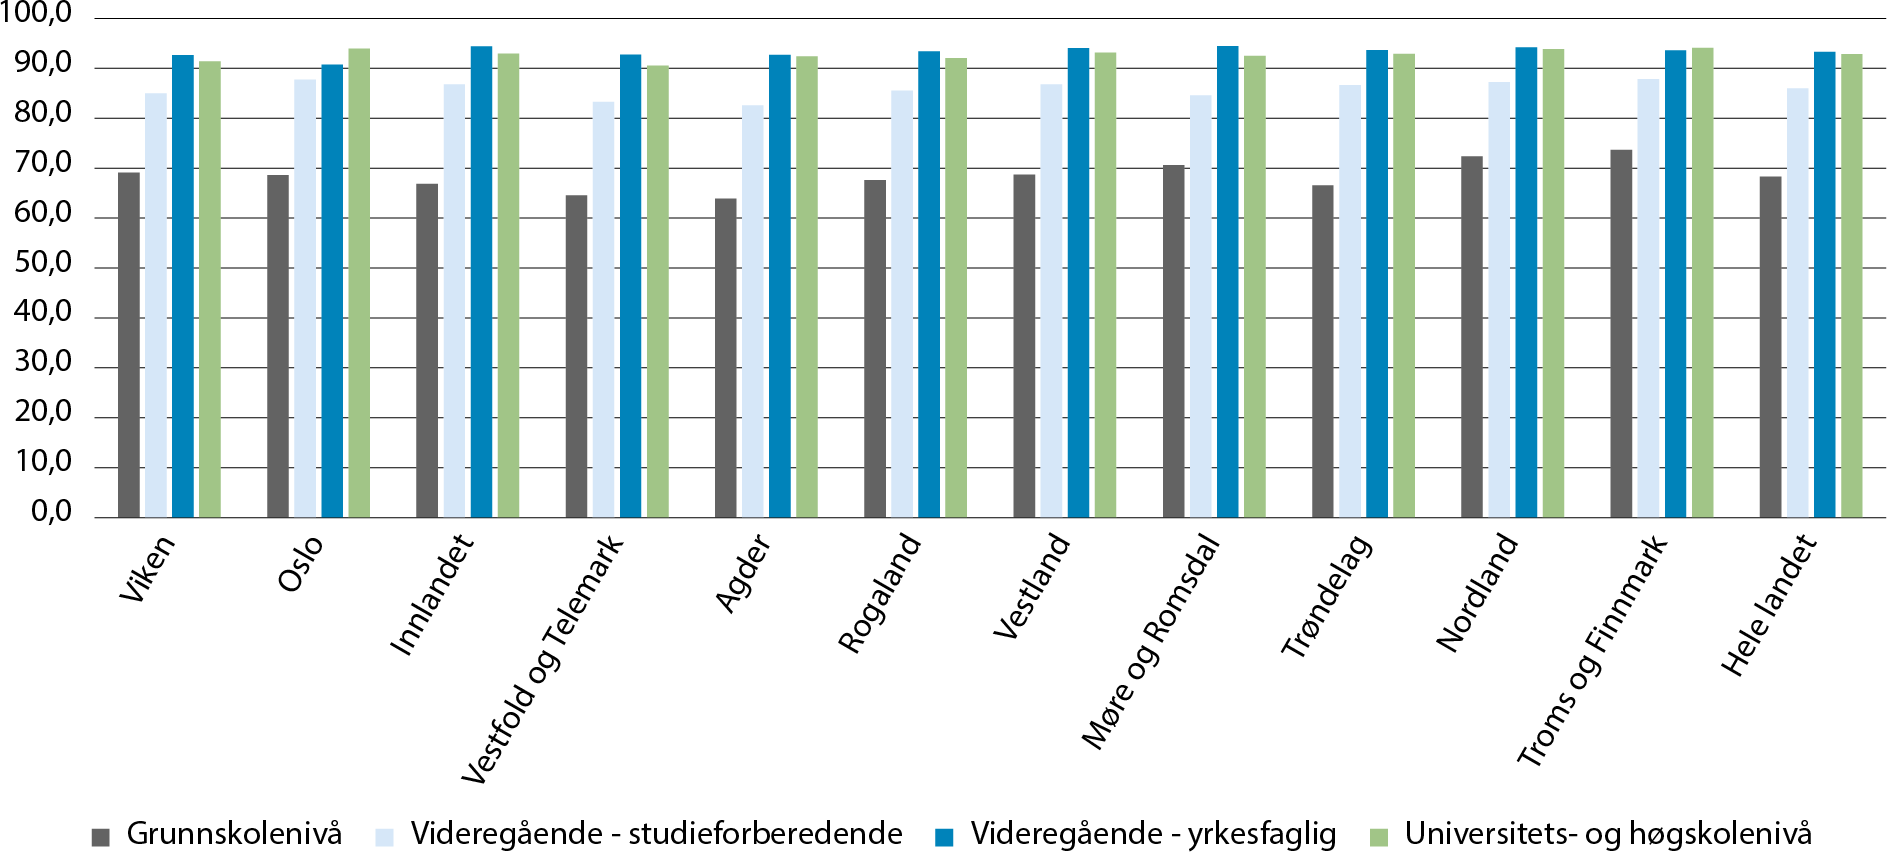 100,0
90,0
80,0
70,0
60,0
50,0
40,0
30,0
20,0
10,0
0,0
Viken
Oslo
Innlandet
Vestfold og Telemark
Agder
Rogaland
Vestland
Møre og Romsdal
Trøndelag
Nordland
Troms og Finnmark
Hele landet
Grunnskolenivå Videregående - studieforberedende Videregående - yrkesfaglig Universitets- og høgskolenivå